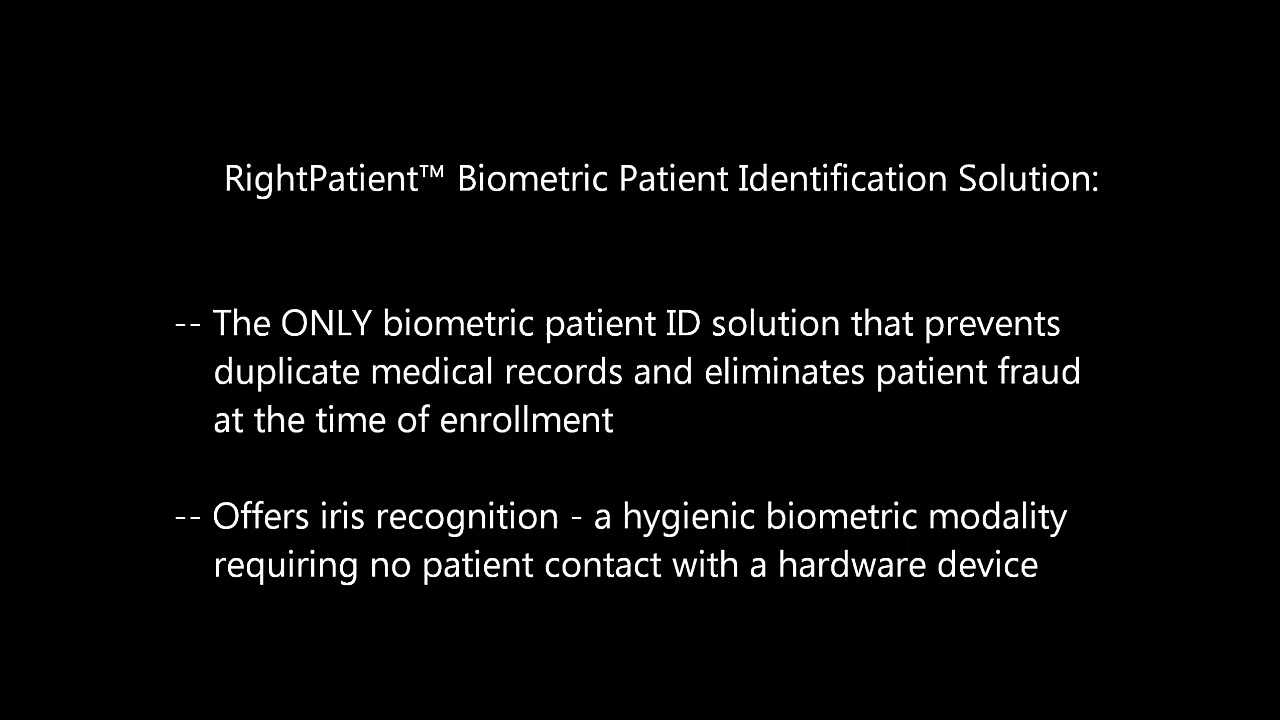 RightPatient™ Biometric Patient Identification Solution:
-- The ONLY biometric patient ID solution that prevents
duplicate medical records and eliminates patient fraud
at the time of enrollment
-- Offers iris recognition - a hygienic biometric modality
requiring no patient contact with a hardware device